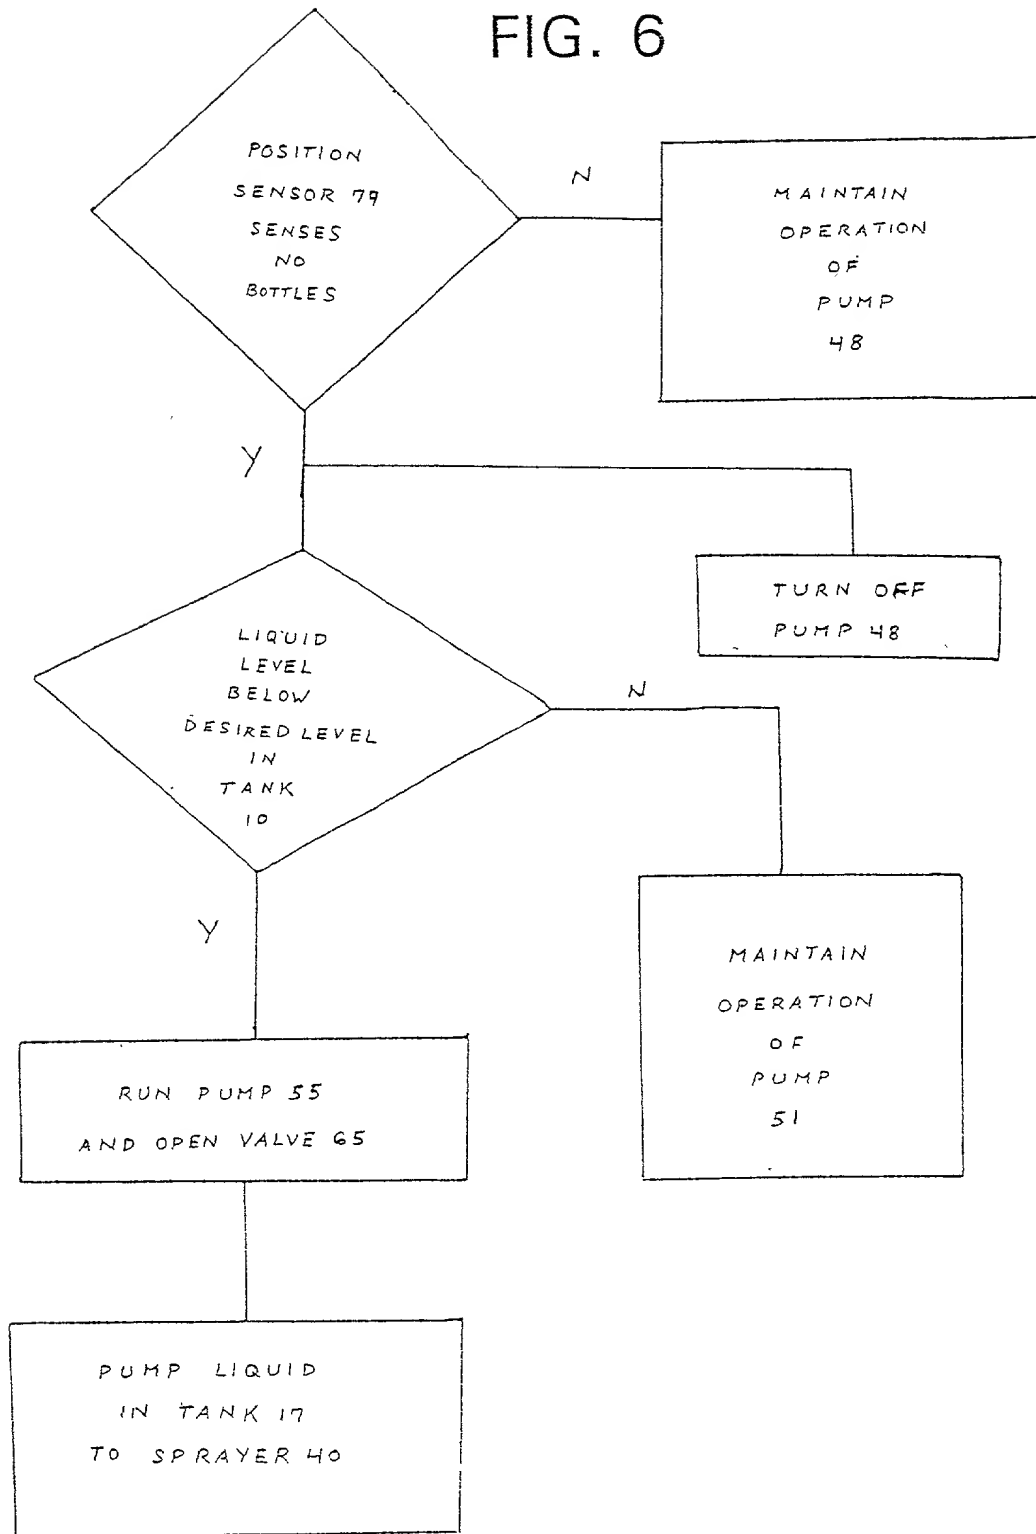 FIG. 6
POSITION
SENSOR 79
SENSES
NO
BOTTLES
N
MAINTAIN
OPERATION
OF
PUMP
48
Y
TURN OFF
PUMP 48
LIQUID
LEVEL
BELOW
DESIRED LEVEL
IN
TANK
10
N
MAINTAIN
OPERATION
OF
PUMP
51
Y
RUN PUMP 55
AND OPEN VALVE 65
PUMP LIQUID
IN TANK 17
TO SPRAYER 40